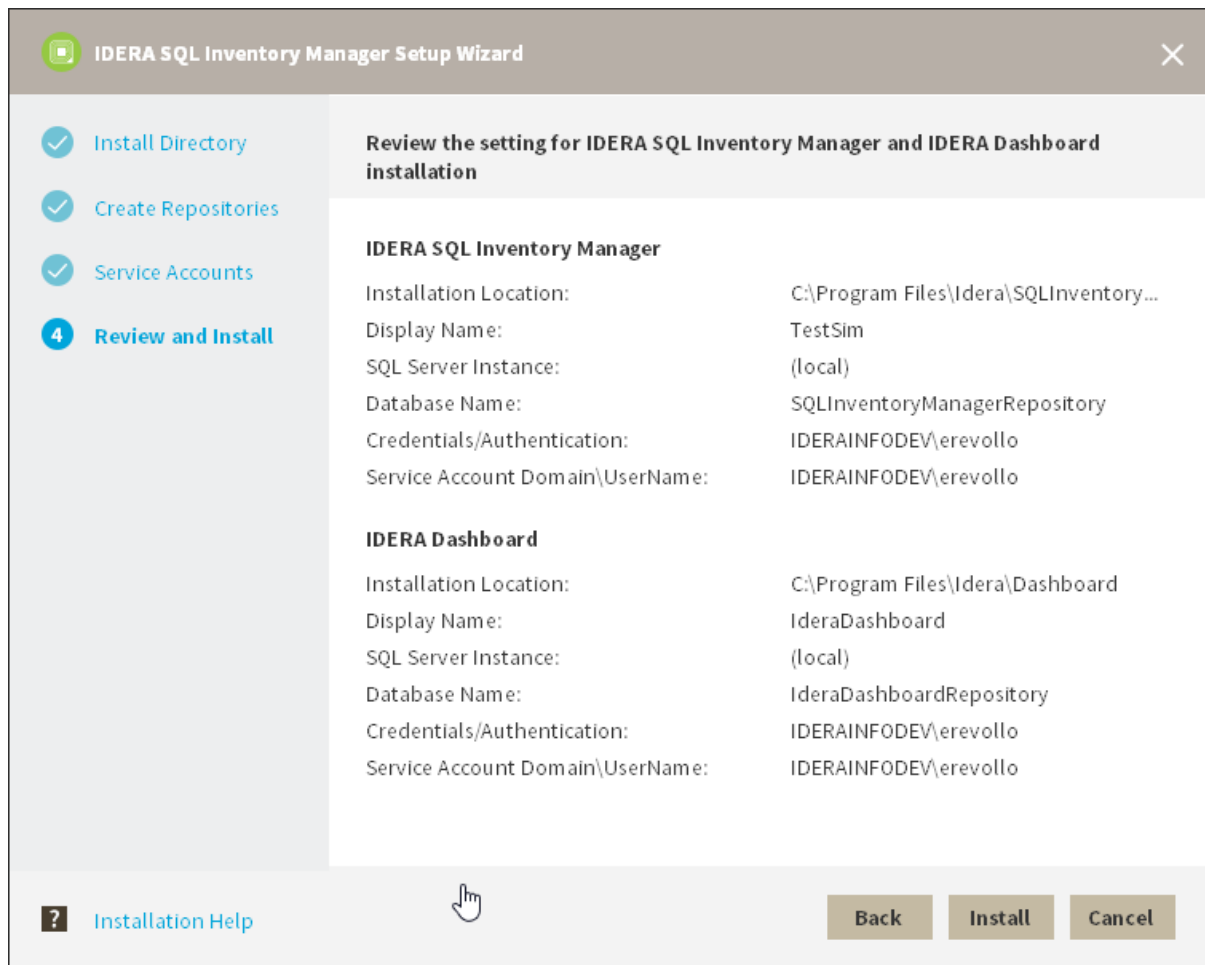 IDERA SQL Inventory Manager Setup Wizard
Install Directory
Create Repositories
Service Accounts
4 Review and Install
Review the setting for IDERA SQL Inventory Manager and IDERA Dashboard
installation
IDERA SQL Inventory Manager
Installation Location: C:\Program Files\Idera\SQLInventory...
Display Name: TestSim
SQL Server Instance: (local)
Database Name: SQLInventoryManagerRepository
Credentials/Authentication: IDERAINFODEV\erevollo
Service Account Domain\UserName: IDERAINFODEV\erevollo
IDERA Dashboard
Installation Location: C:\Program Files\Idera\Dashboard
Display Name: IderaDashboard
SQL Server Instance: (local)
Database Name: IderaDashboardRepository
Credentials/Authentication: IDERAINFODEV\erevollo
Service Account Domain\UserName: IDERAINFODEV\erevollo
? Installation Help
Back Install Cancel